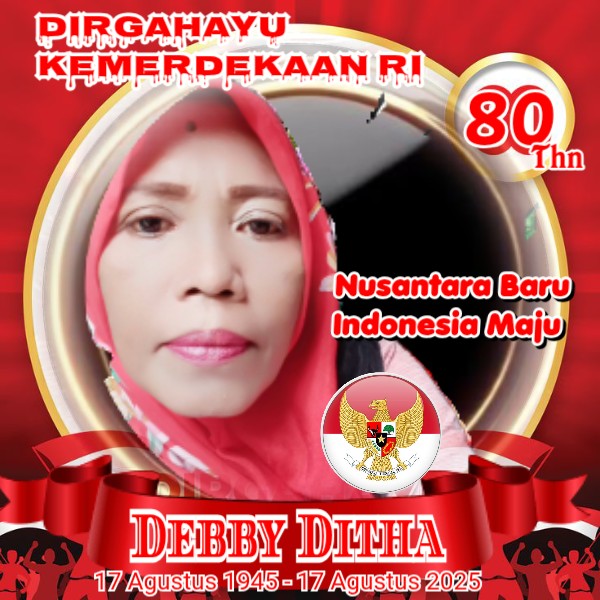 DIRGAHAYU
KEMERDEKAAN RI
80
Thn
Nusantara Baru
Indonesia Maju
DEBBY DITHA
17 Agustus 1945 - 17 Agustus 2025